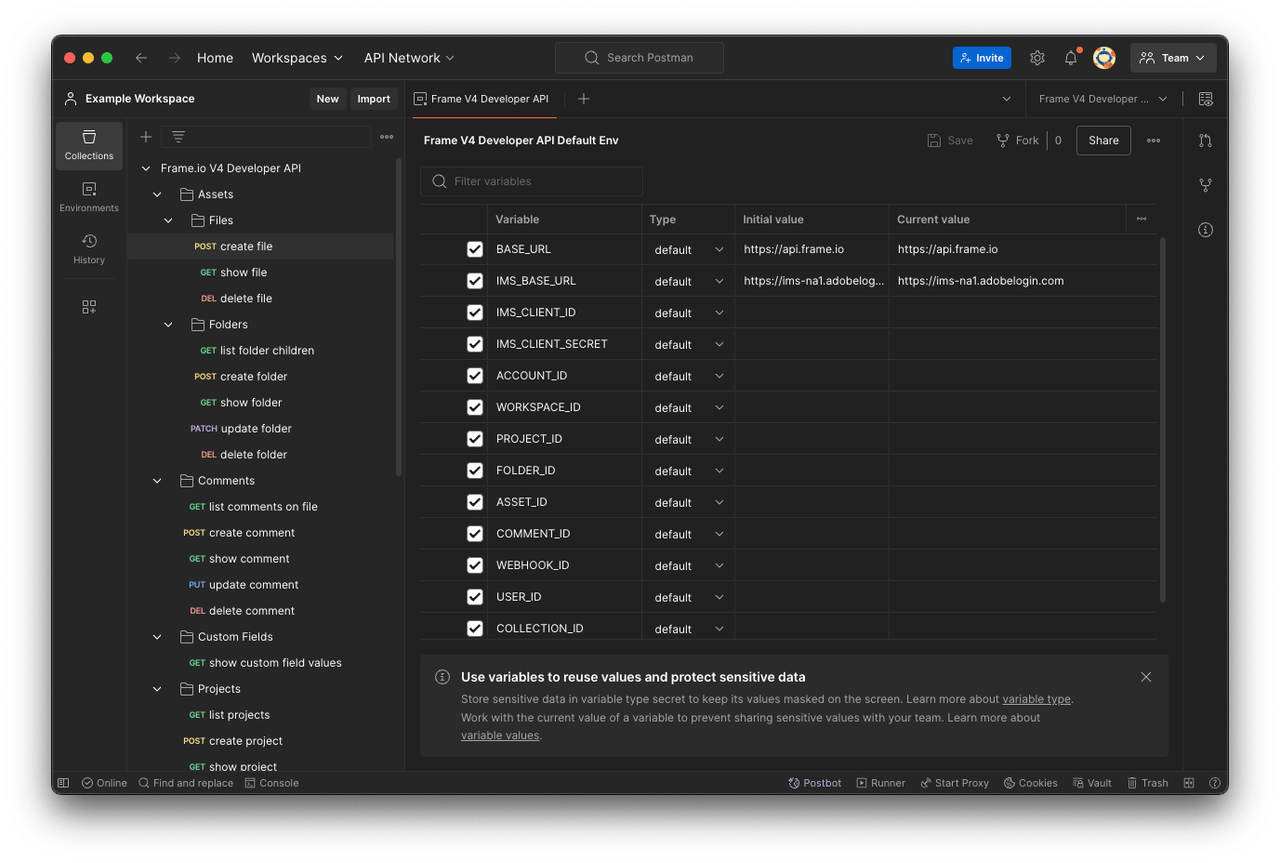 Home Workspaces API Network Search Postman Invite Team
Example Workspace New Import Frame V4 Developer API Frame V4 Developer ...
Collections
Environments
History
Frame.io V4 Developer API
Assets
Files
POST create file
GET show file
DEL delete file
Folders
GET list folder children
POST create folder
GET show folder
PATCH update folder
DEL delete folder
Comments
GET list comments on file
POST create comment
GET show comment
PUT update comment
DEL delete comment
Custom Fields
GET show custom field values
Projects
GET list projects
POST create project
GET show project
Frame V4 Developer API Default Env Save Fork 0 Share
Filter variables
Variable Type Initial value Current value
BASE_URL default https://api.frame.io https://api.frame.io
IMS_BASE_URL default https://ims-na1.adobelog... https://ims-na1.adobelogin.com
IMS_CLIENT_ID default
IMS_CLIENT_SECRET default
ACCOUNT_ID default
WORKSPACE_ID default
PROJECT_ID default
FOLDER_ID default
ASSET_ID default
COMMENT_ID default
WEBHOOK_ID default
USER_ID default
COLLECTION_ID default
Use variables to reuse values and protect sensitive data
Store sensitive data in variable type secret to keep its values masked on the screen. Learn more about variable type.
Work with the current value of a variable to prevent sharing sensitive values with your team. Learn more about
variable values.
Online Find and replace Console Postbot Runner Start Proxy Cookies Vault Trash